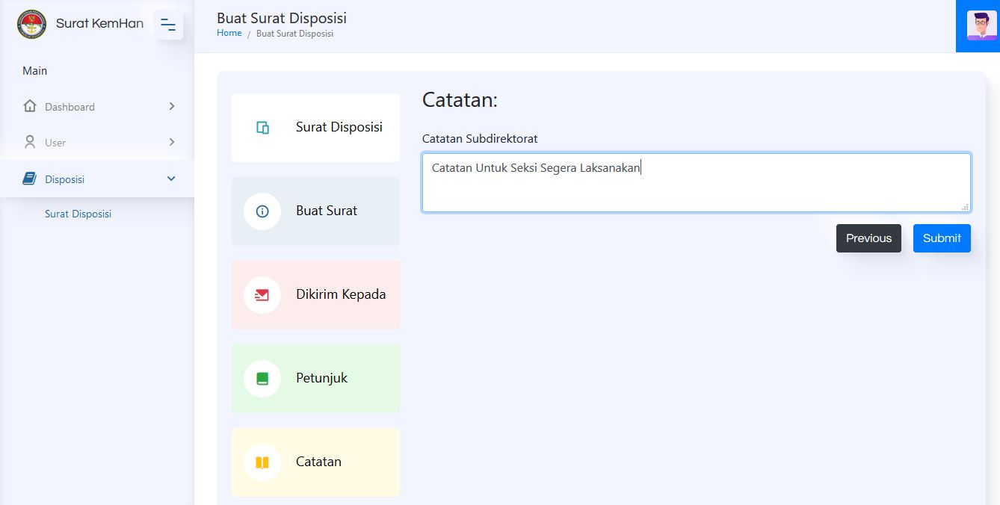 Surat KemHan
Buat Surat Disposisi
Home / Buat Surat Disposisi
Main
Dashboard
User
Disposisi
Surat Disposisi
Surat Disposisi
Buat Surat
Dikirim Kepada
Petunjuk
Catatan
Catatan:
Catatan Subdirektorat
Catatan Untuk Seksi Segera Laksanakan
Previous
Submit